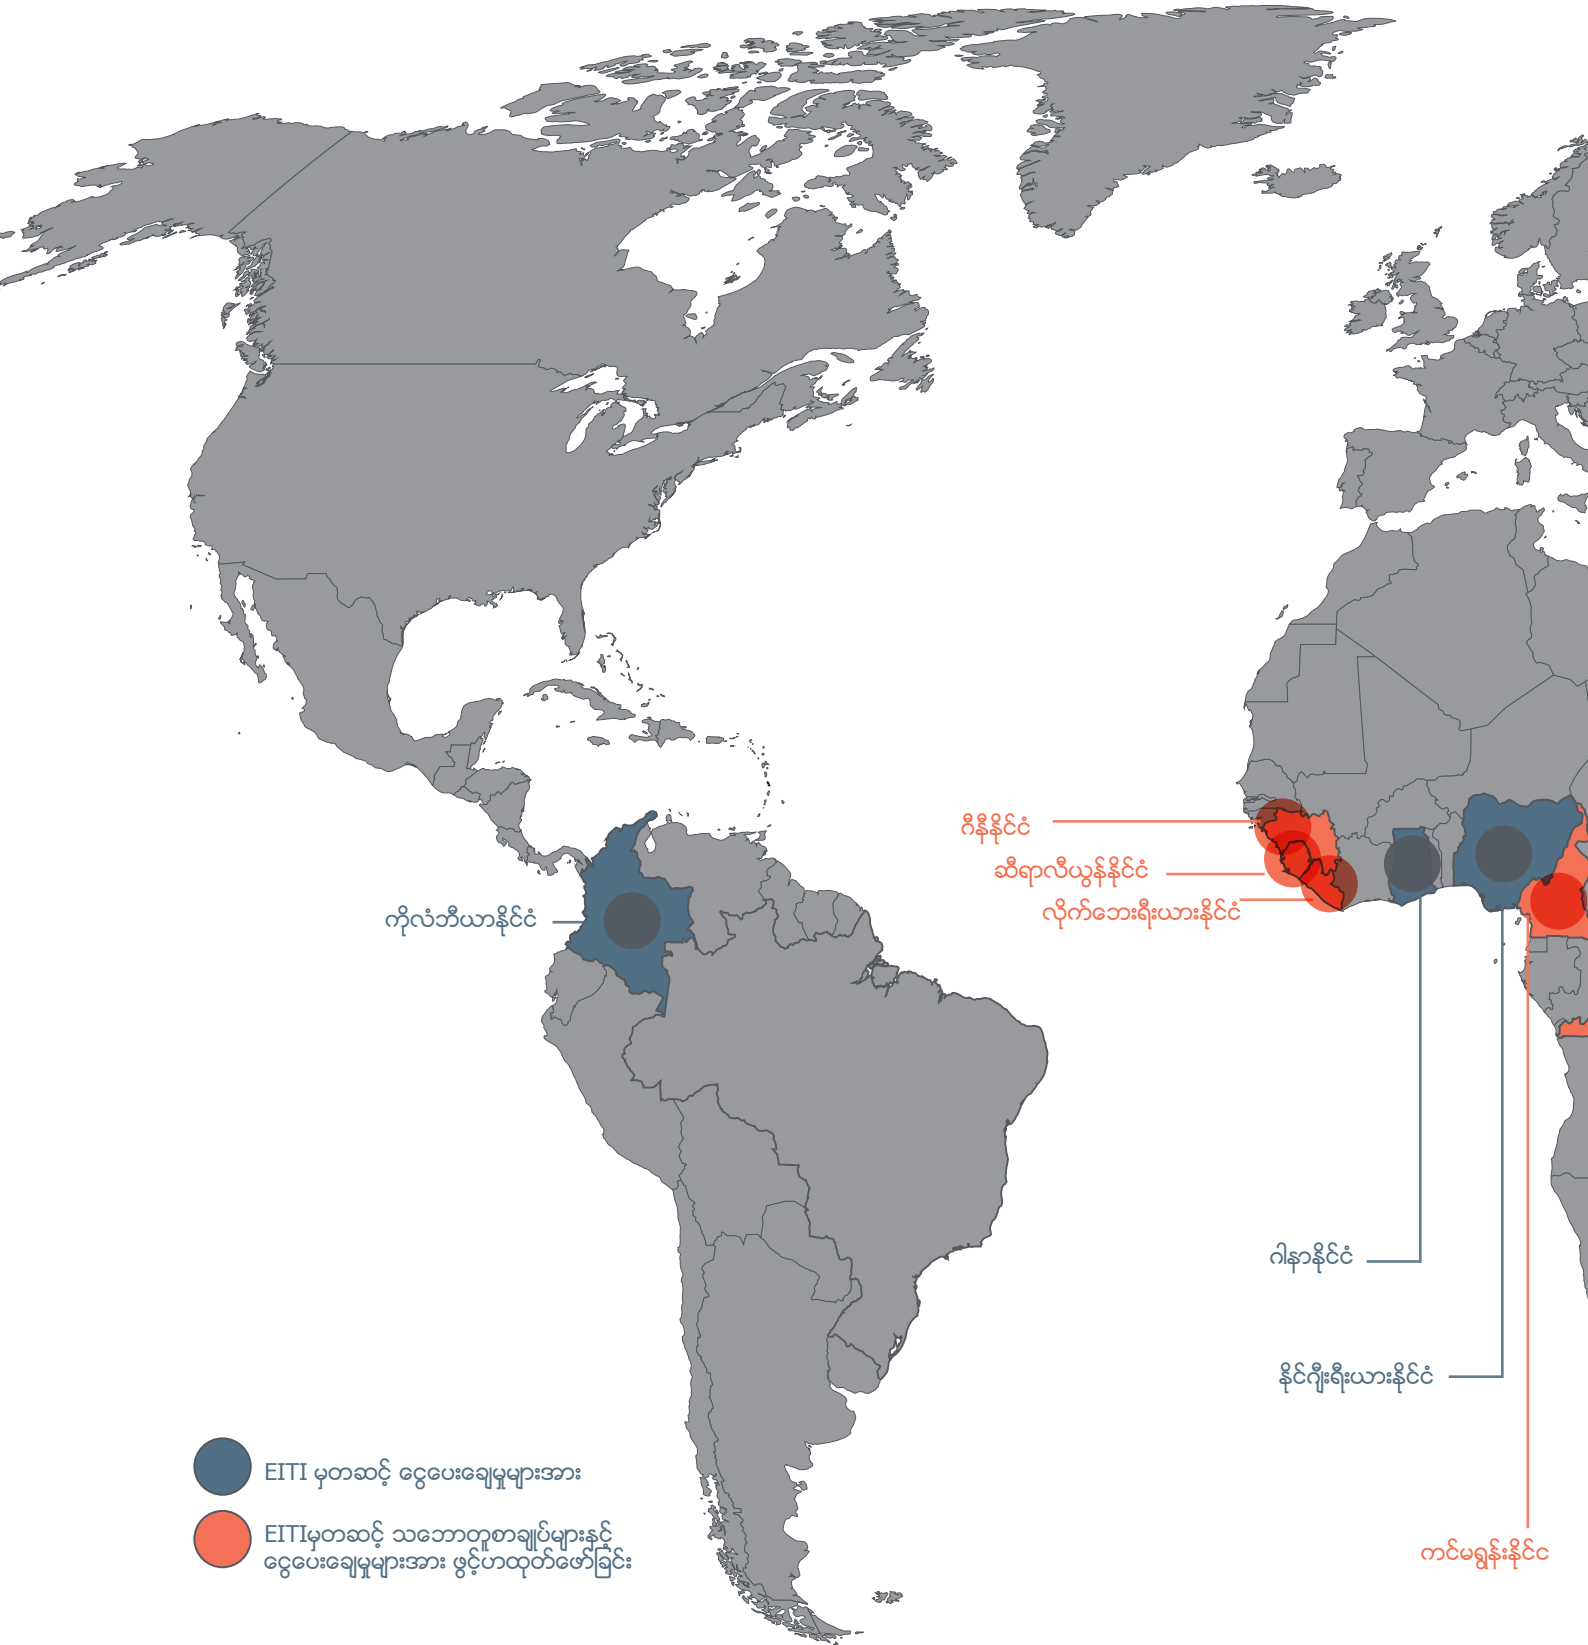 ဂီနီနိုင်ငံ
ဆီရာလီယွန်နိုင်ငံ
လိုက်ဘေးရီးယားနိုင်ငံ
ကိုလံဘီယာနိုင်ငံ
ဂါနာနိုင်ငံ
နိုင်ဂျီးရီးယားနိုင်ငံ
EITI မှတဆင့် ငွေပေးချေမှုများအား
EITIမှတဆင့် သဘောတူစာချုပ်များနှင့်
ငွေပေးချေမှုများအား ဖွင့်ဟထုတ်ဖော်ခြင်း
ကင်မရွန်းနိုင်င